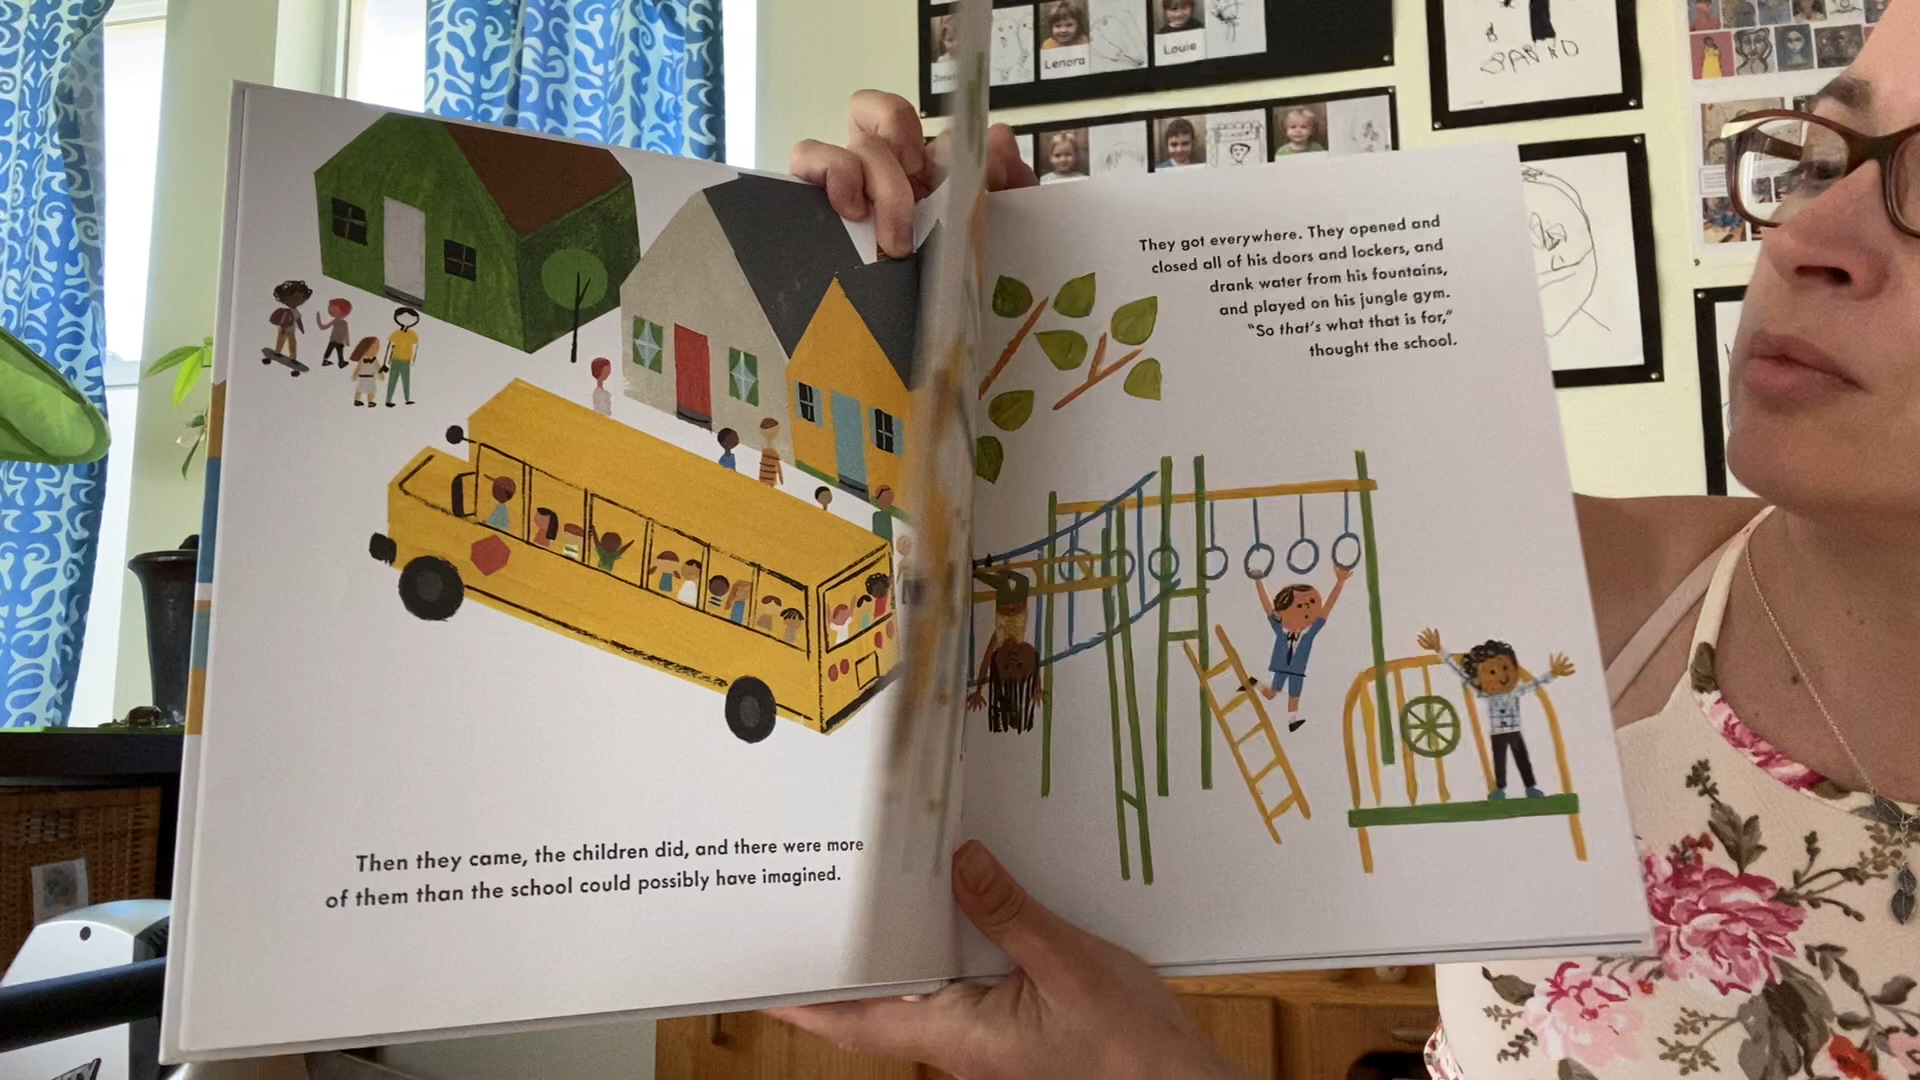 Lenora
Louie
SPARKO
They got everywhere. They opened and
closed all of his doors and lockers, and
drank water from his fountains,
and played on his jungle gym.
"So that's what that is for,"
thought the school.
Then they came, the children did, and there were more
of them than the school could possibly have imagined.